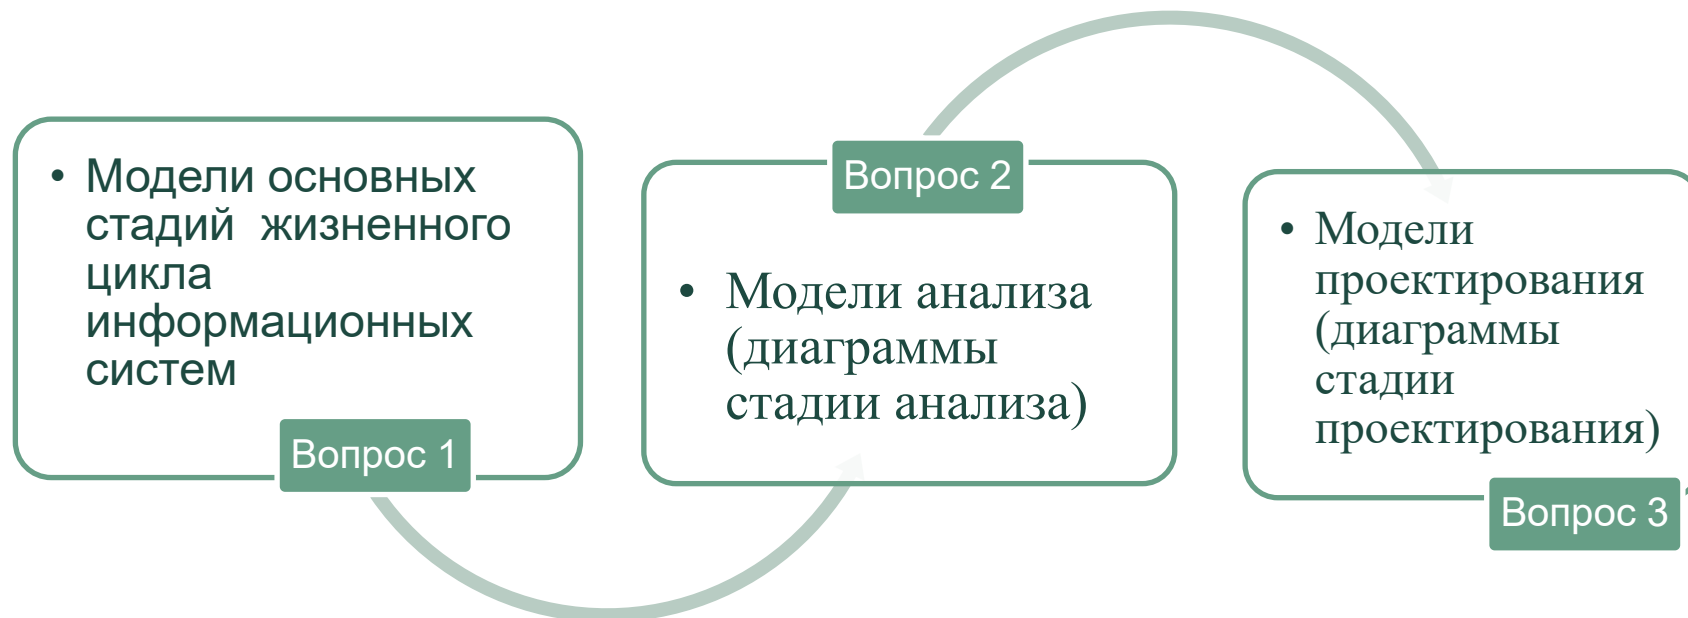 • Модели основных
стадий  жизненного
цикла
информационных
систем
Вопрос 1
Вопрос 2
• Модели анализа
(диаграммы
стадии анализа)
• Модели
проектирования
(диаграммы
стадии
проектирования)
Вопрос 3